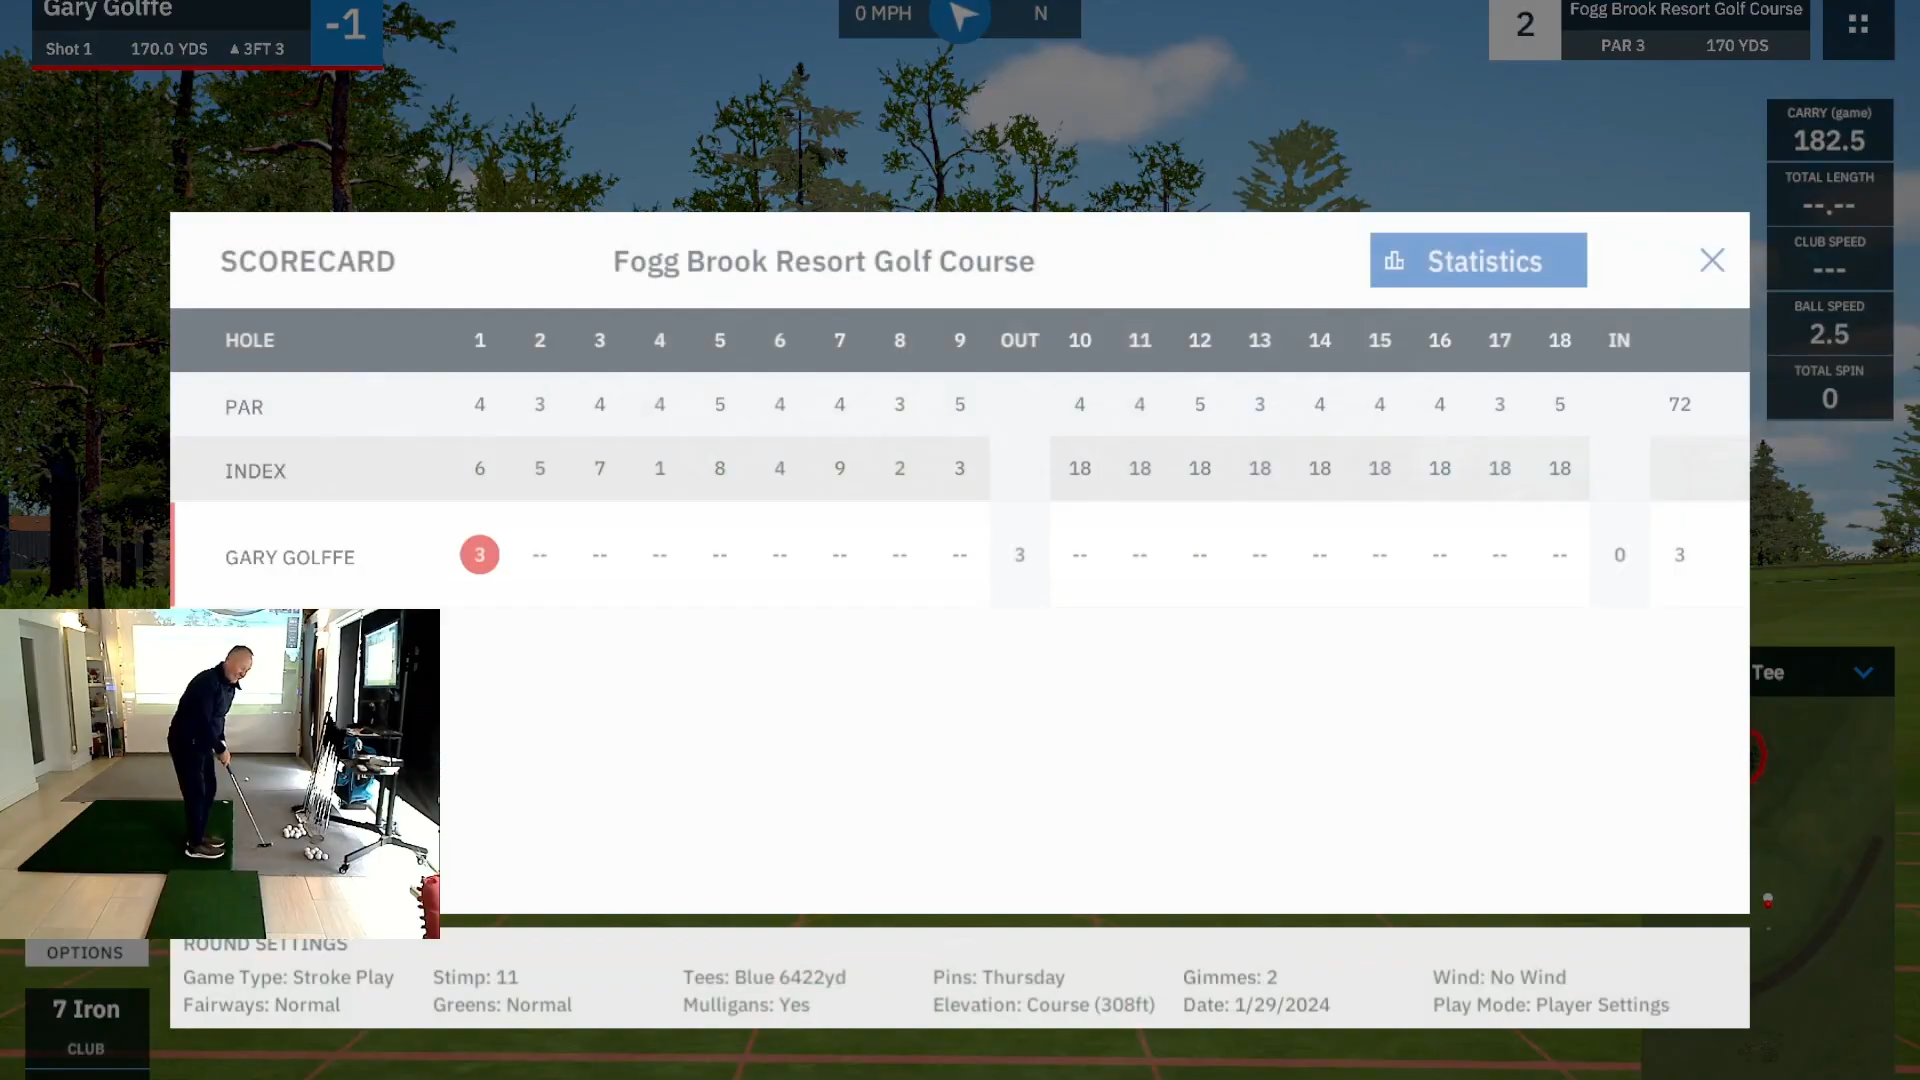 Gary Golffe
-1
Shot 1 170.0 YDS ▲3FT 3
0 MPH N
2
Fogg Brook Resort Golf Course
PAR 3 170 YDS
CARRY (game)
182.5
TOTAL LENGTH
--.--
CLUB SPEED
---
BALL SPEED
2.5
TOTAL SPIN
0
SCORECARD Fogg Brook Resort Golf Course Statistics
HOLE 1 2 3 4 5 6 7 8 9 OUT 10 11 12 13 14 15 16 17 18 IN
PAR 4 3 4 4 5 4 4 3 5 4 4 5 3 4 4 4 3 5 72
INDEX 6 5 7 1 8 4 9 2 3 18 18 18 18 18 18 18 18 18
GARY GOLFFE 3 -- -- -- -- -- -- -- -- 3 -- -- -- -- -- -- -- -- -- 0 3
Tee
ROUND SETTINGS
Game Type: Stroke Play Stimp: 11 Tees: Blue 6422yd Pins: Thursday Gimmes: 2 Wind: No Wind
Fairways: Normal Greens: Normal Mulligans: Yes Elevation: Course (308ft) Date: 1/29/2024 Play Mode: Player Settings
OPTIONS
7 Iron
CLUB